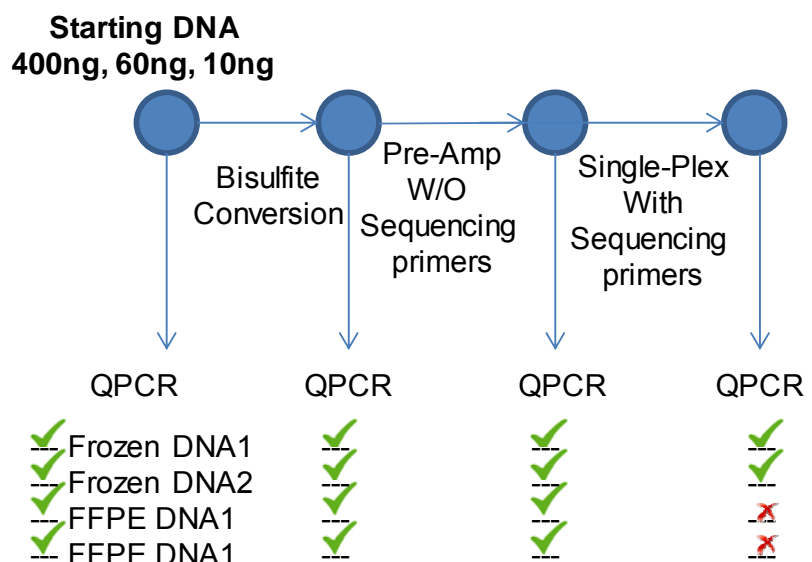 Starting DNA
400ng, 60ng, 10ng
Bisulfite
Conversion
Pre-Amp
W/O
Sequencing
primers
Single-Plex
With
Sequencing
primers
QPCR QPCR QPCR QPCR
--- Frozen DNA1 --- --- ---
--- Frozen DNA2 --- --- ---
--- FFPE DNA1 --- --- ---
--- FFPE DNA1 --- --- ---